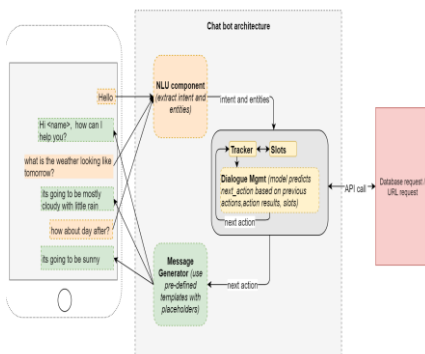 Chat bot architecture
Hello
Hi <name>, how can I
help you?
what is the weather looking like
tomorrow?
its going to be mostly
cloudy with little rain
how about day after?
its going to be sunny
NLU component
(extract intent and
entities)
intent and entities
Tracker
Slots
Dialogue Mgmt (model predicts
next_action based on previous
actions,action results, slots)
next action
API call
Database request /
URL request
Message
Generator (use
pre-defined
templates with
placeholders)
next action